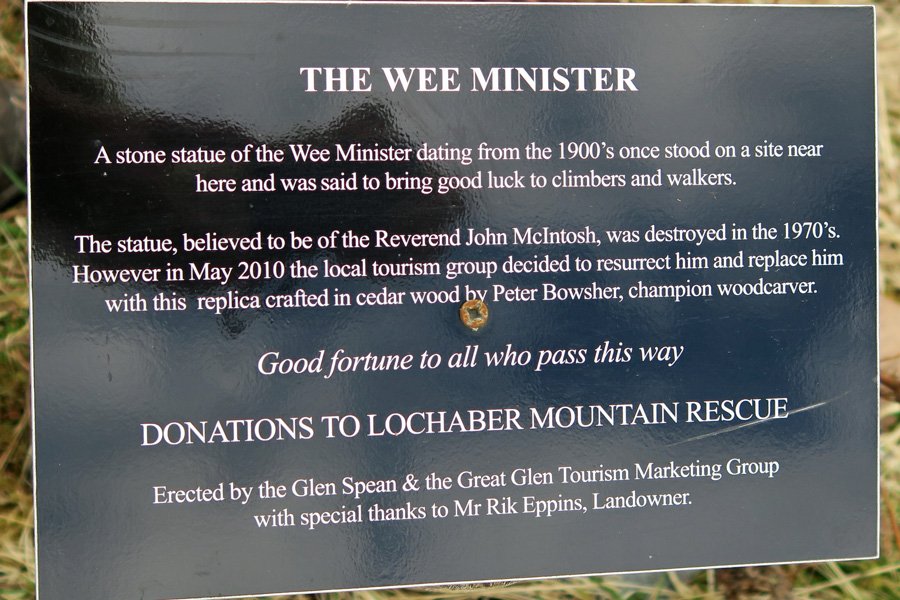 THE WEE MINISTER
A stone statue of the Wee Minister dating from the 1900's once stood on a site near
here and was said to bring good luck to climbers and walkers.
The statue, believed to be of the Reverend John McIntosh, was destroyed in the 1970's.
However in May 2010 the local tourism group decided to resurrect him and replace him
with this replica crafted in cedar wood by Peter Bowsher, champion woodcarver.
Good fortune to all who pass this way
DONATIONS TO LOCHABER MOUNTAIN RESCUE
Erected by the Glen Spean & the Great Glen Tourism Marketing Group
with special thanks to Mr Rik Eppins, Landowner.